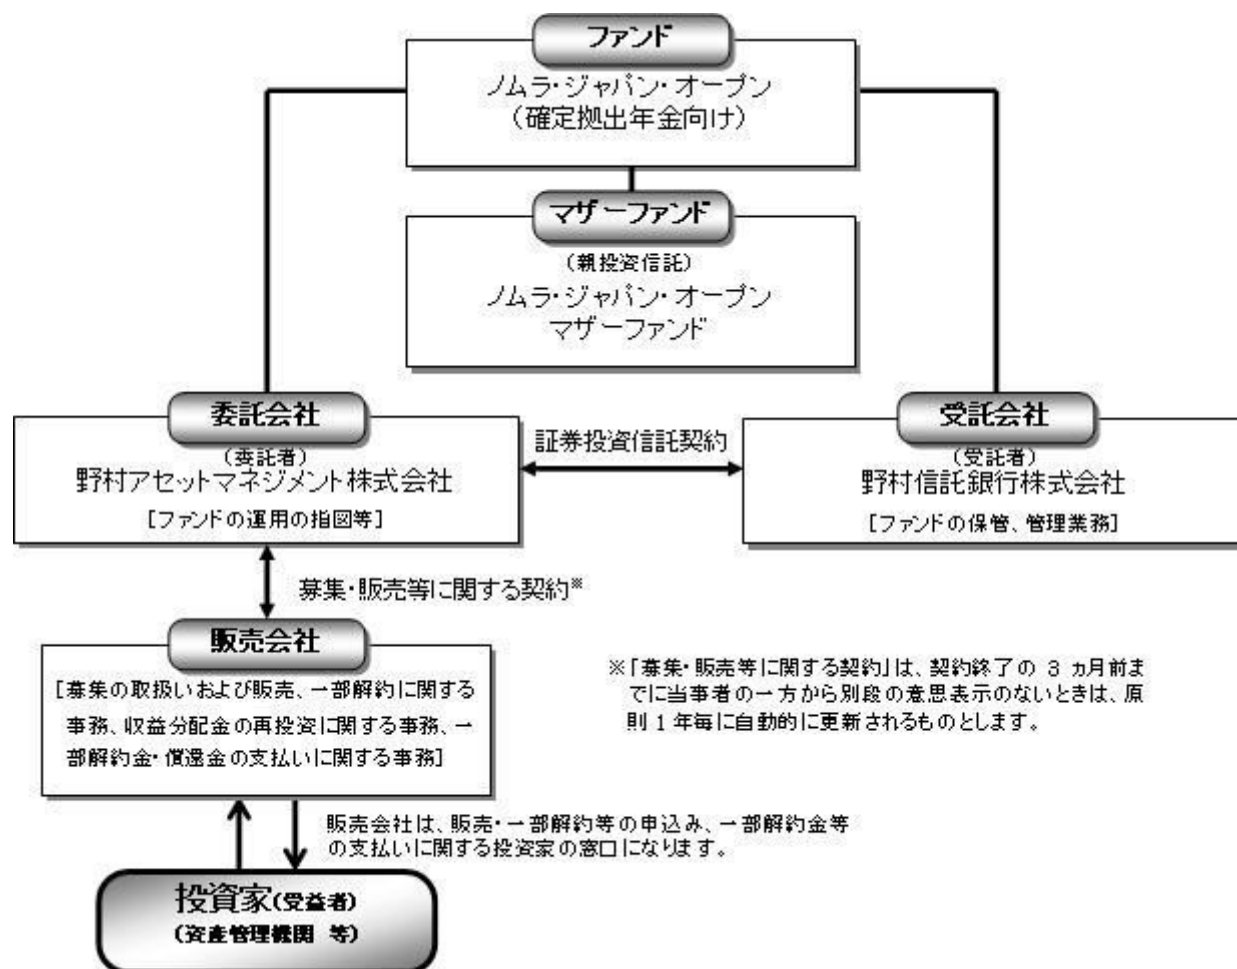 ファンド
ノムラ・ジャパン・オープン
（確定拠出年金向け）
マザーファンド
（親投資信託）
ノムラ・ジャパン・オープン
マザーファンド
委託会社
（委託者）
野村アセットマネジメント株式会社
［ファンドの運用の指図等］
証券投資信託契約
受託会社
（受託者）
野村信託銀行株式会社
［ファンドの保管、管理業務］
募集・販売等に関する契約※
販売会社
［募集の取扱いおよび販売、一部解約に関する
事務、収益分配金の再投資に関する事務、一
部解約金・償還金の支払いに関する事務］
※「募集・販売等に関する契約」は、契約終了の 3 ヵ月前ま
でに当事者の一方から別段の意思表示のないときは、原
則 1 年毎に自動的に更新されるものとします。
販売会社は、販売・一部解約等の申込み、一部解約金等
の支払いに関する投資家の窓口になります。
投資家（受益者）
（資産管理機関 等）